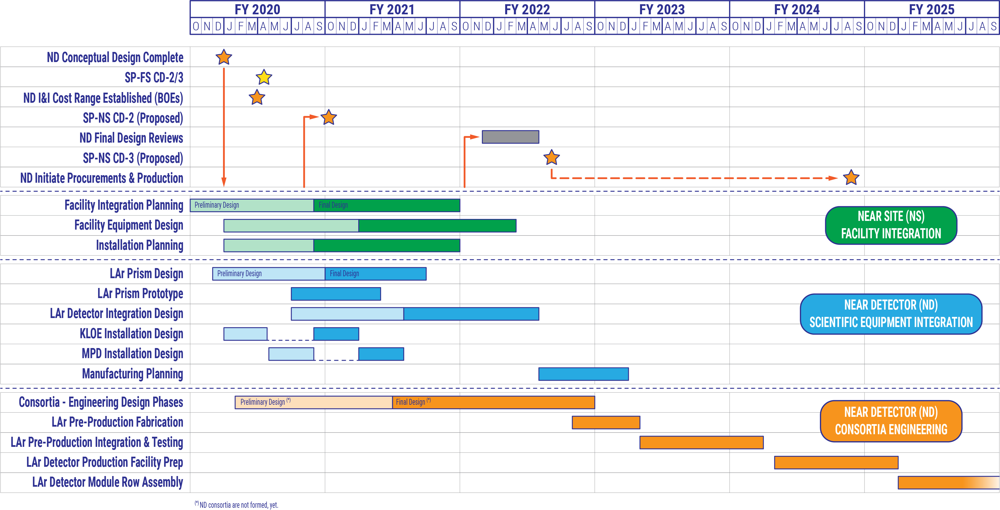 FY 2020 FY 2021 FY 2022 FY 2023 FY 2024 FY 2025
O N D J F M A M J J A S O N D J F M A M J J A S O N D J F M A M J J A S O N D J F M A M J J A S O N D J F M A M J J A S O N D J F M A M J J A S
ND Conceptual Design Complete
SP-FS CD-2/3
ND I&I Cost Range Established (BOEs)
SP-NS CD-2 (Proposed)
ND Final Design Reviews
SP-NS CD-3 (Proposed)
ND Initiate Procurements & Production
Facility Integration Planning Preliminary Design Final Design
Facility Equipment Design
Installation Planning
NEAR SITE (NS)
FACILITY INTEGRATION
LAr Prism Design Preliminary Design Final Design
LAr Prism Prototype
LAr Detector Integration Design
KLOE Installation Design
MPD Installation Design
Manufacturing Planning
NEAR DETECTOR (ND)
SCIENTIFIC EQUIPMENT INTEGRATION
Consortia - Engineering Design Phases Preliminary Design (*) Final Design (*)
LAr Pre-Production Fabrication
LAr Pre-Production Integration & Testing
LAr Detector Production Facility Prep
LAr Detector Module Row Assembly
NEAR DETECTOR (ND)
CONSORTIA ENGINEERING
(*) ND consortia are not formed, yet.